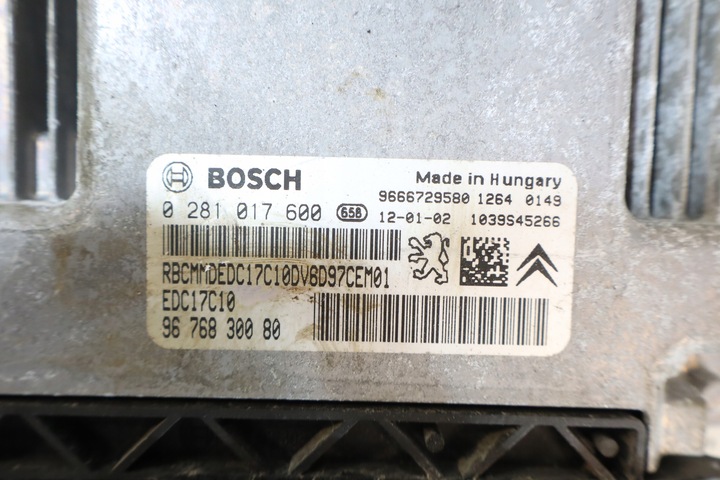 BOSCH
Made in Hungary
9666729580 1264 0149
0 281 017 600 658 12-01-02 1039S45266
RBCMMDEDC17C10DV6D97CEM01
EDC17C10
96 768 300 80